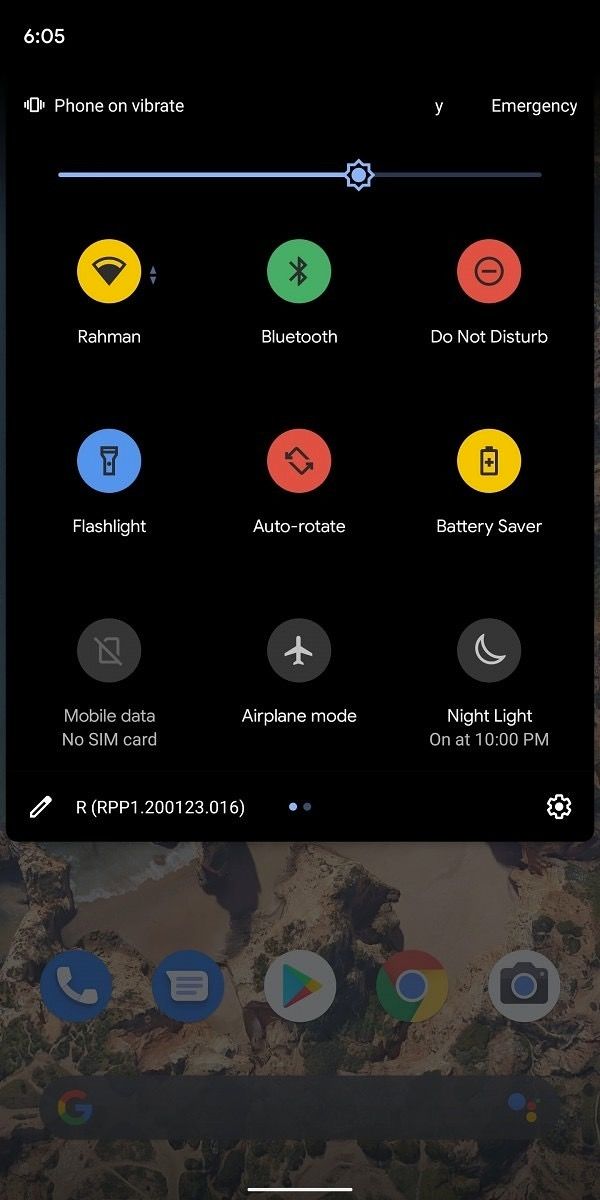 6:05
Phone on vibrate y Emergency
Rahman Bluetooth Do Not Disturb
Flashlight Auto-rotate Battery Saver
Mobile data Airplane mode Night Light
No SIM card On at 10:00 PM
R (RPP1.200123.016)